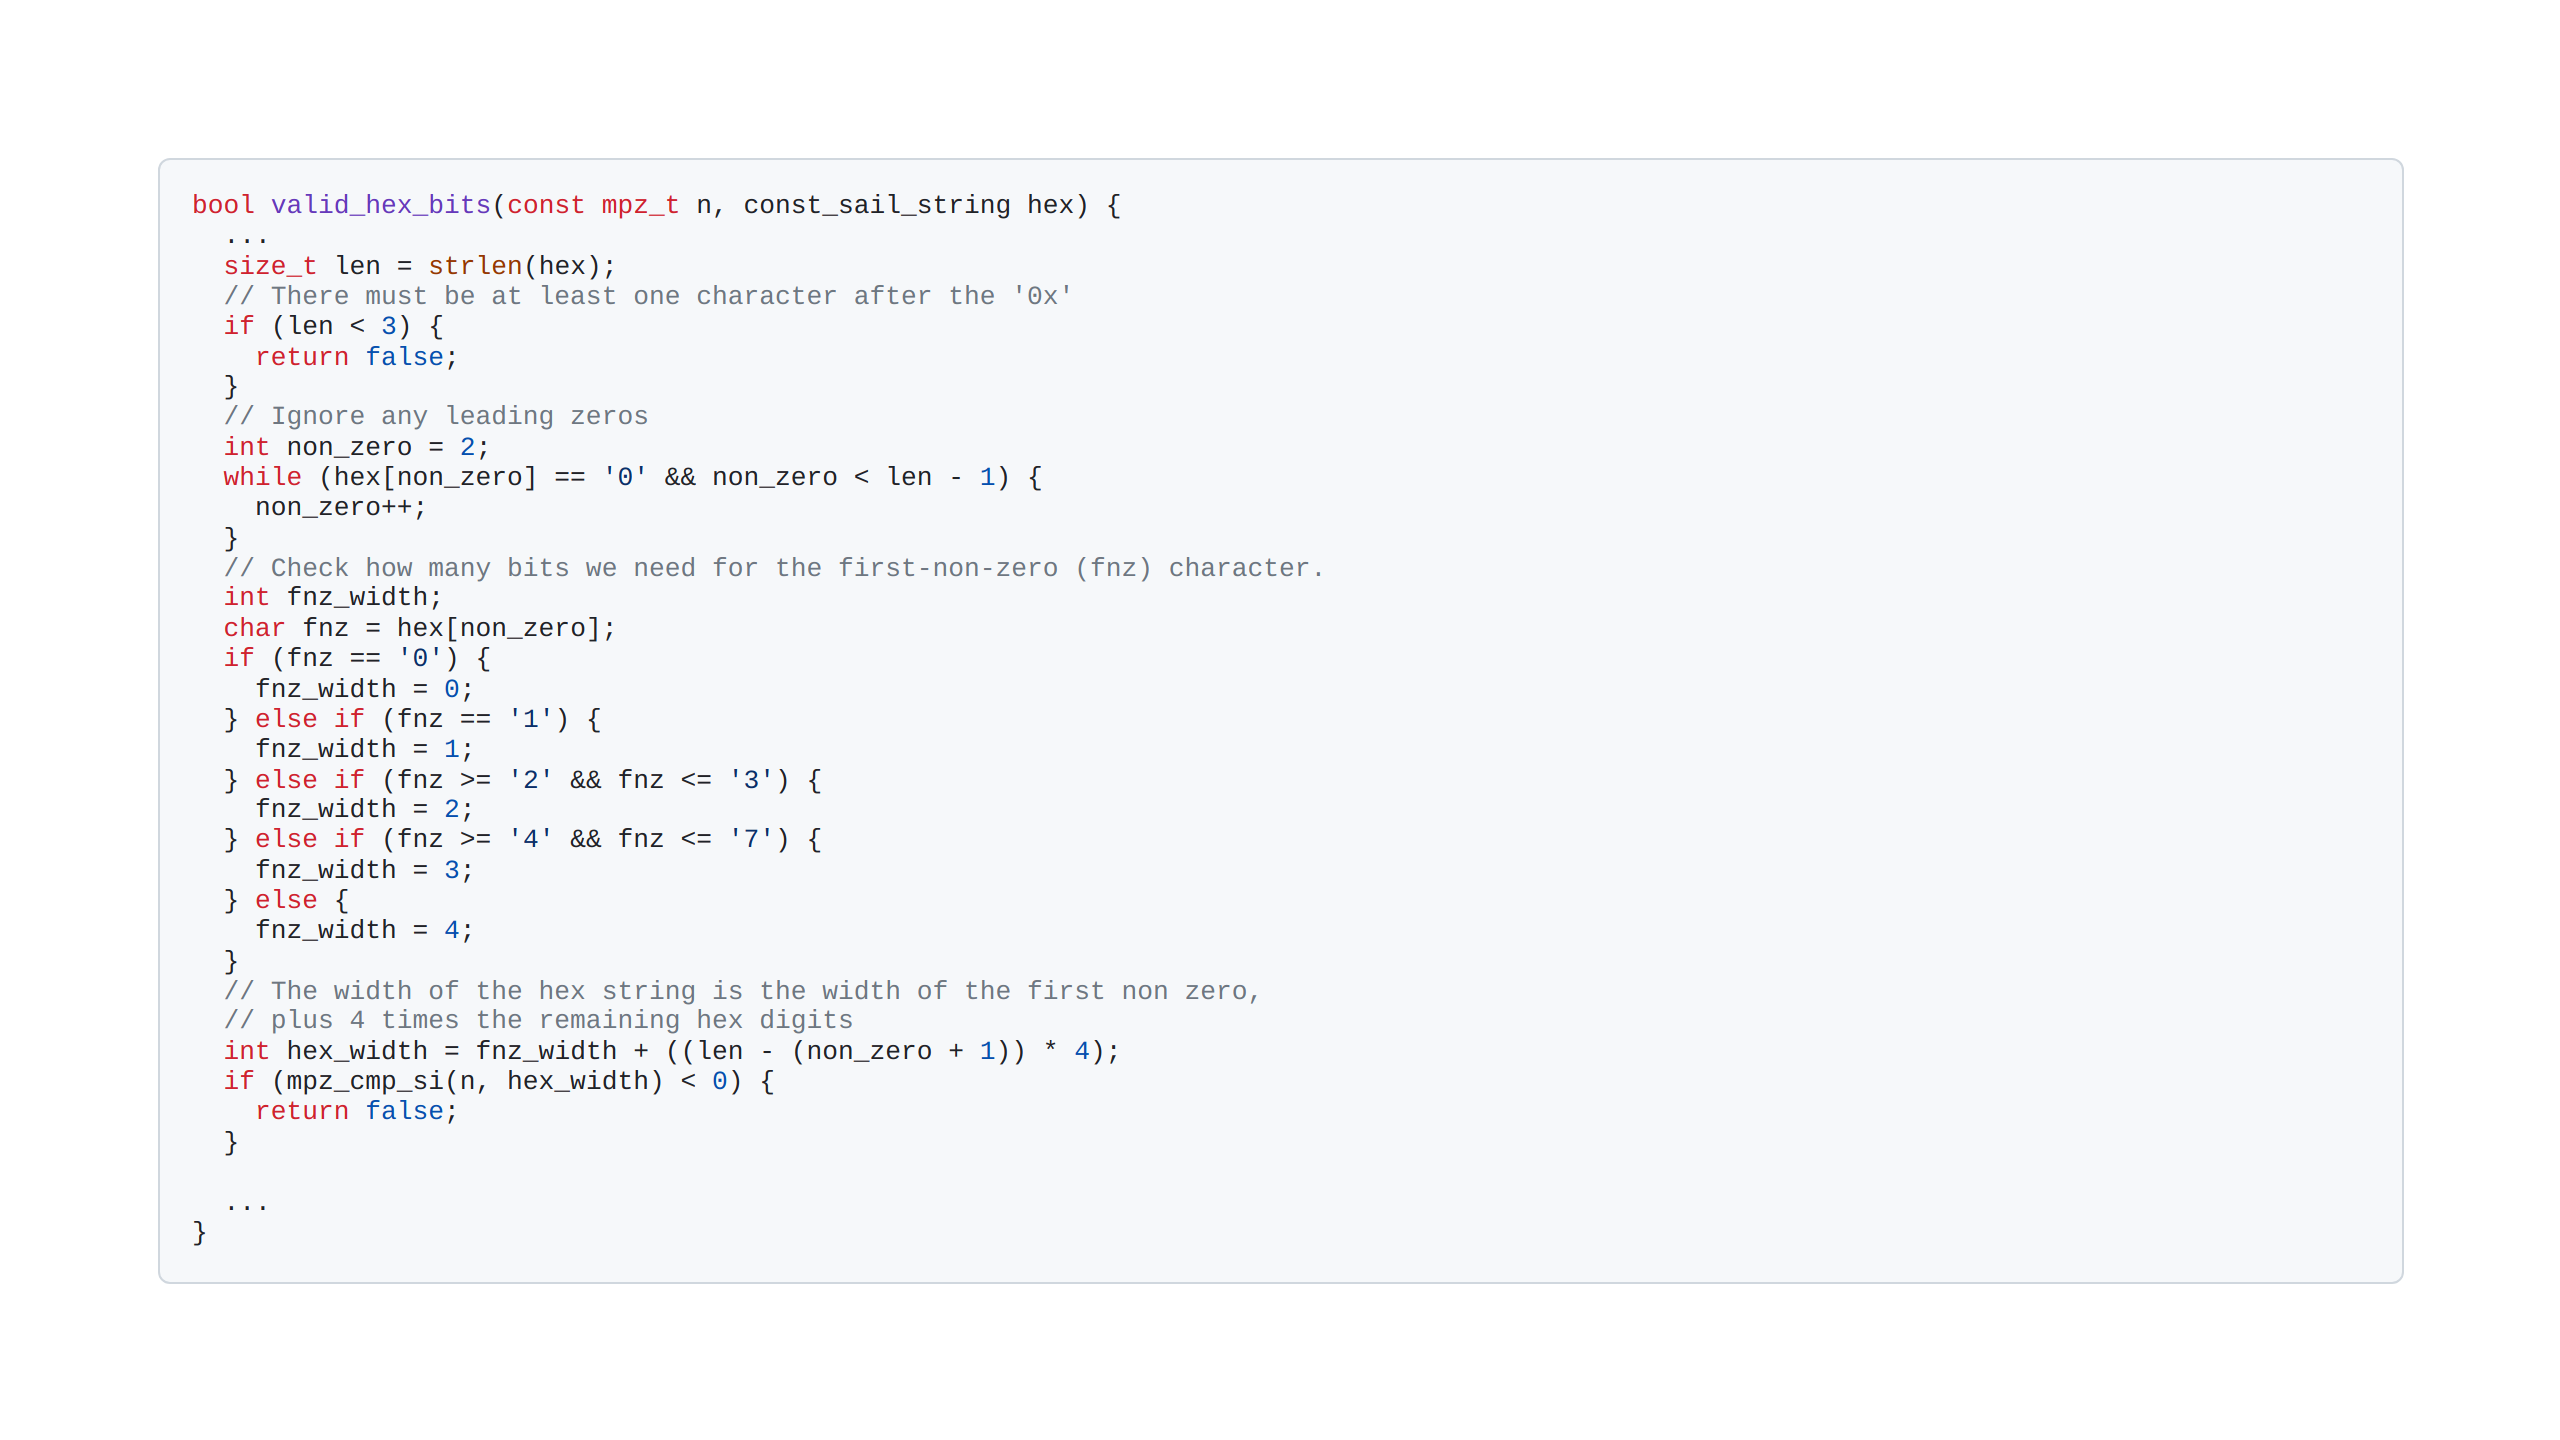 bool valid_hex_bits(const mpz_t n, const_sail_string hex) {
  ...
  size_t len = strlen(hex);
  // There must be at least one character after the '0x'
  if (len < 3) {
    return false;
  }
  // Ignore any leading zeros
  int non_zero = 2;
  while (hex[non_zero] == '0' && non_zero < len - 1) {
    non_zero++;
  }
  // Check how many bits we need for the first-non-zero (fnz) character.
  int fnz_width;
  char fnz = hex[non_zero];
  if (fnz == '0') {
    fnz_width = 0;
  } else if (fnz == '1') {
    fnz_width = 1;
  } else if (fnz >= '2' && fnz <= '3') {
    fnz_width = 2;
  } else if (fnz >= '4' && fnz <= '7') {
    fnz_width = 3;
  } else {
    fnz_width = 4;
  }
  // The width of the hex string is the width of the first non zero,
  // plus 4 times the remaining hex digits
  int hex_width = fnz_width + ((len - (non_zero + 1)) * 4);
  if (mpz_cmp_si(n, hex_width) < 0) {
    return false;
  }

  ...
}